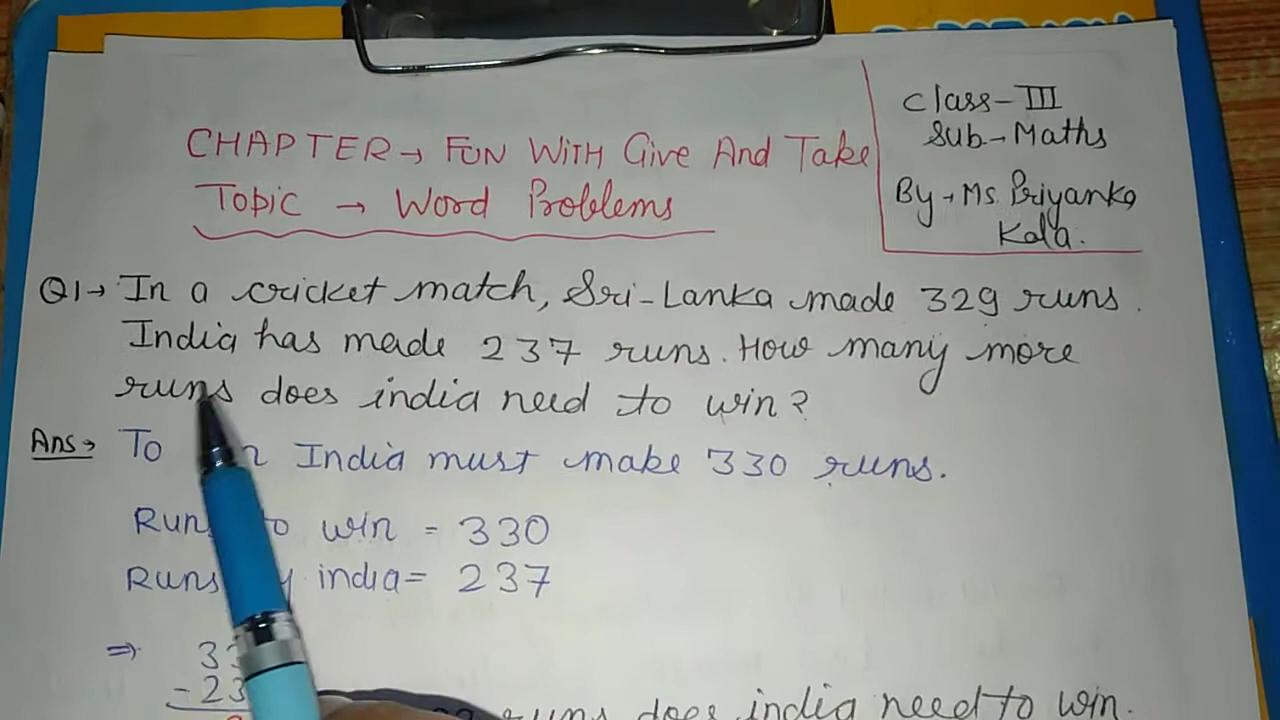 CHAPTER → FUN WITH Give And Take
Topic → Word Problems
Class-III
Sub-Maths
By → Ms. Priyanka
Kala.
Q1→ In a cricket match, Sri-Lanka made 329 runs.
India has made 237 runs. How many more
runs does india need to win?
Ans→ To India must make 330 runs.
win = 330
Runs india= 237
⇒ 33
-23
runs does india need to win.